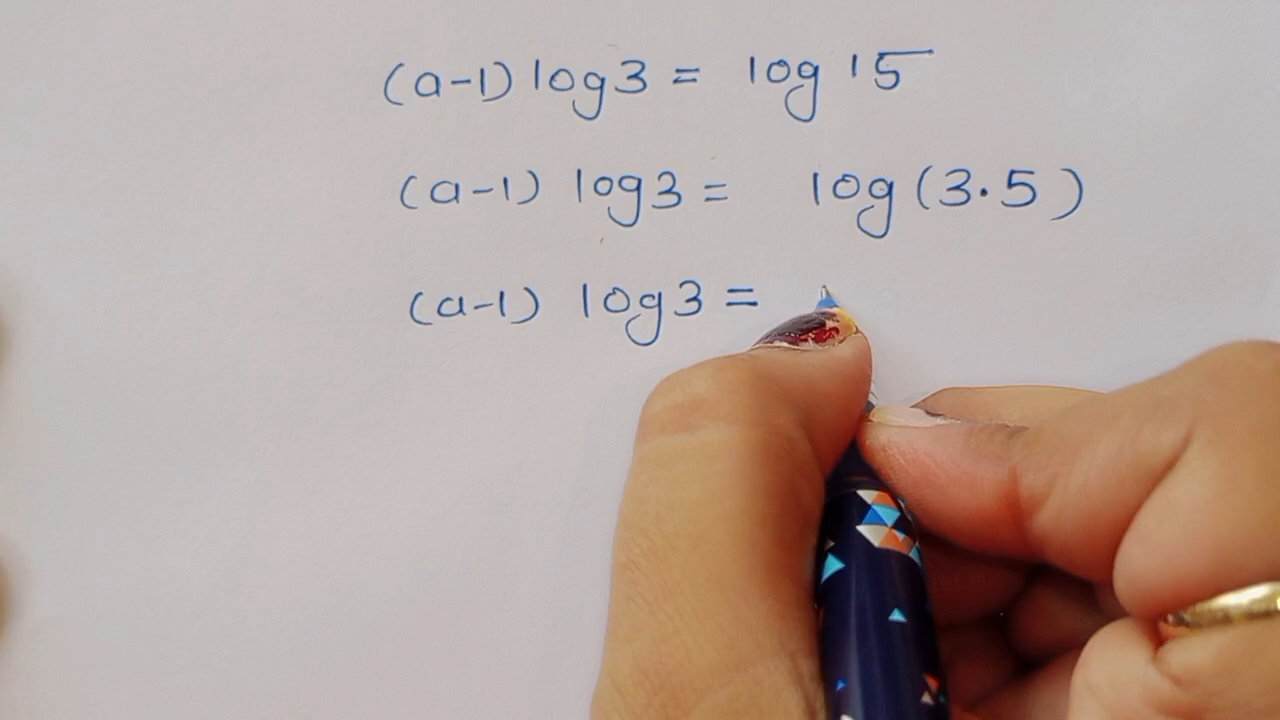 (a-1) log3 = log 15
(a-1) log3 = log(3·5)
(a-1) log3 =